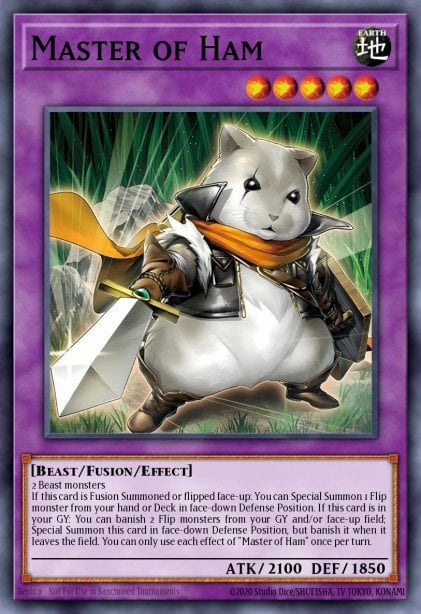 Master of Ham
EARTH
地
[Beast/Fusion/Effect]
2 Beast monsters
If this card is Fusion Summoned or flipped face-up: You can Special Summon 1 Flip
monster from your hand or Deck in face-down Defense Position. If this card is in
your GY: You can banish 2 Flip monsters from your GY and/or face-up field;
Special Summon this card in face-down Defense Position, but banish it when it
leaves the field. You can only use each effect of "Master of Ham" once per turn.
ATK/2100 DEF/1850
Replica - Not For Use in Sanctioned Tournaments
©2020 Studio Dice/SHUEISHA, TV TOKYO, KONAMI